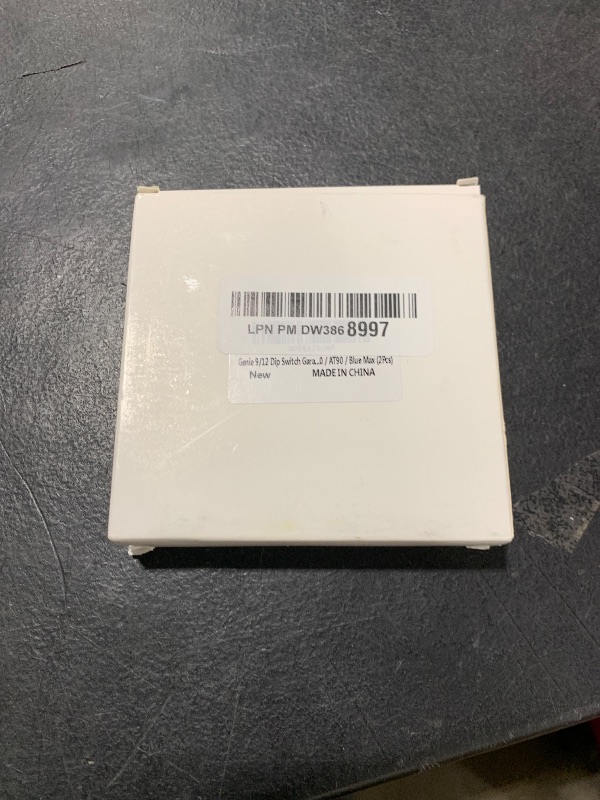 LPN PM DW386 8997
Genie 9/12 Dip Switch Gara...0 / AT90 / Blue Max (2Pcs)
New MADE IN CHINA